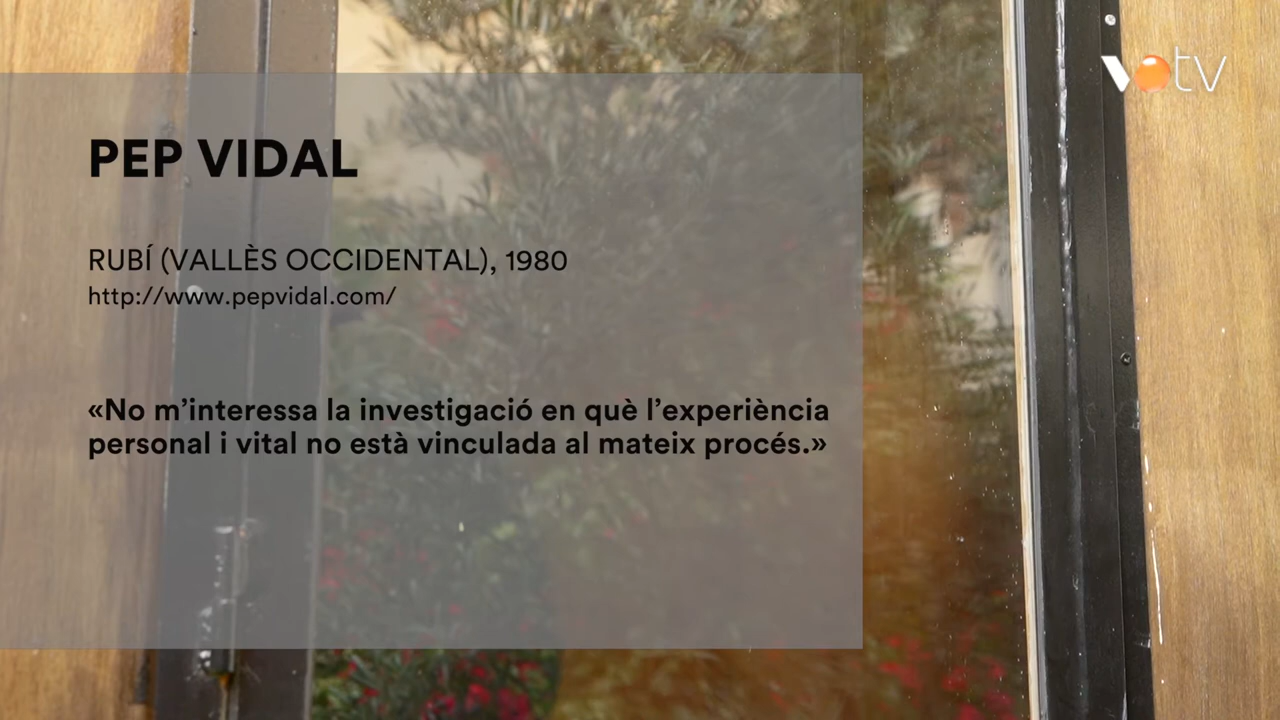 votv
PEP VIDAL
RUBÍ (VALLÈS OCCIDENTAL), 1980
http://www.pepvidal.com/
«No m’interessa la investigació en què l’experiència
personal i vital no està vinculada al mateix procés.»